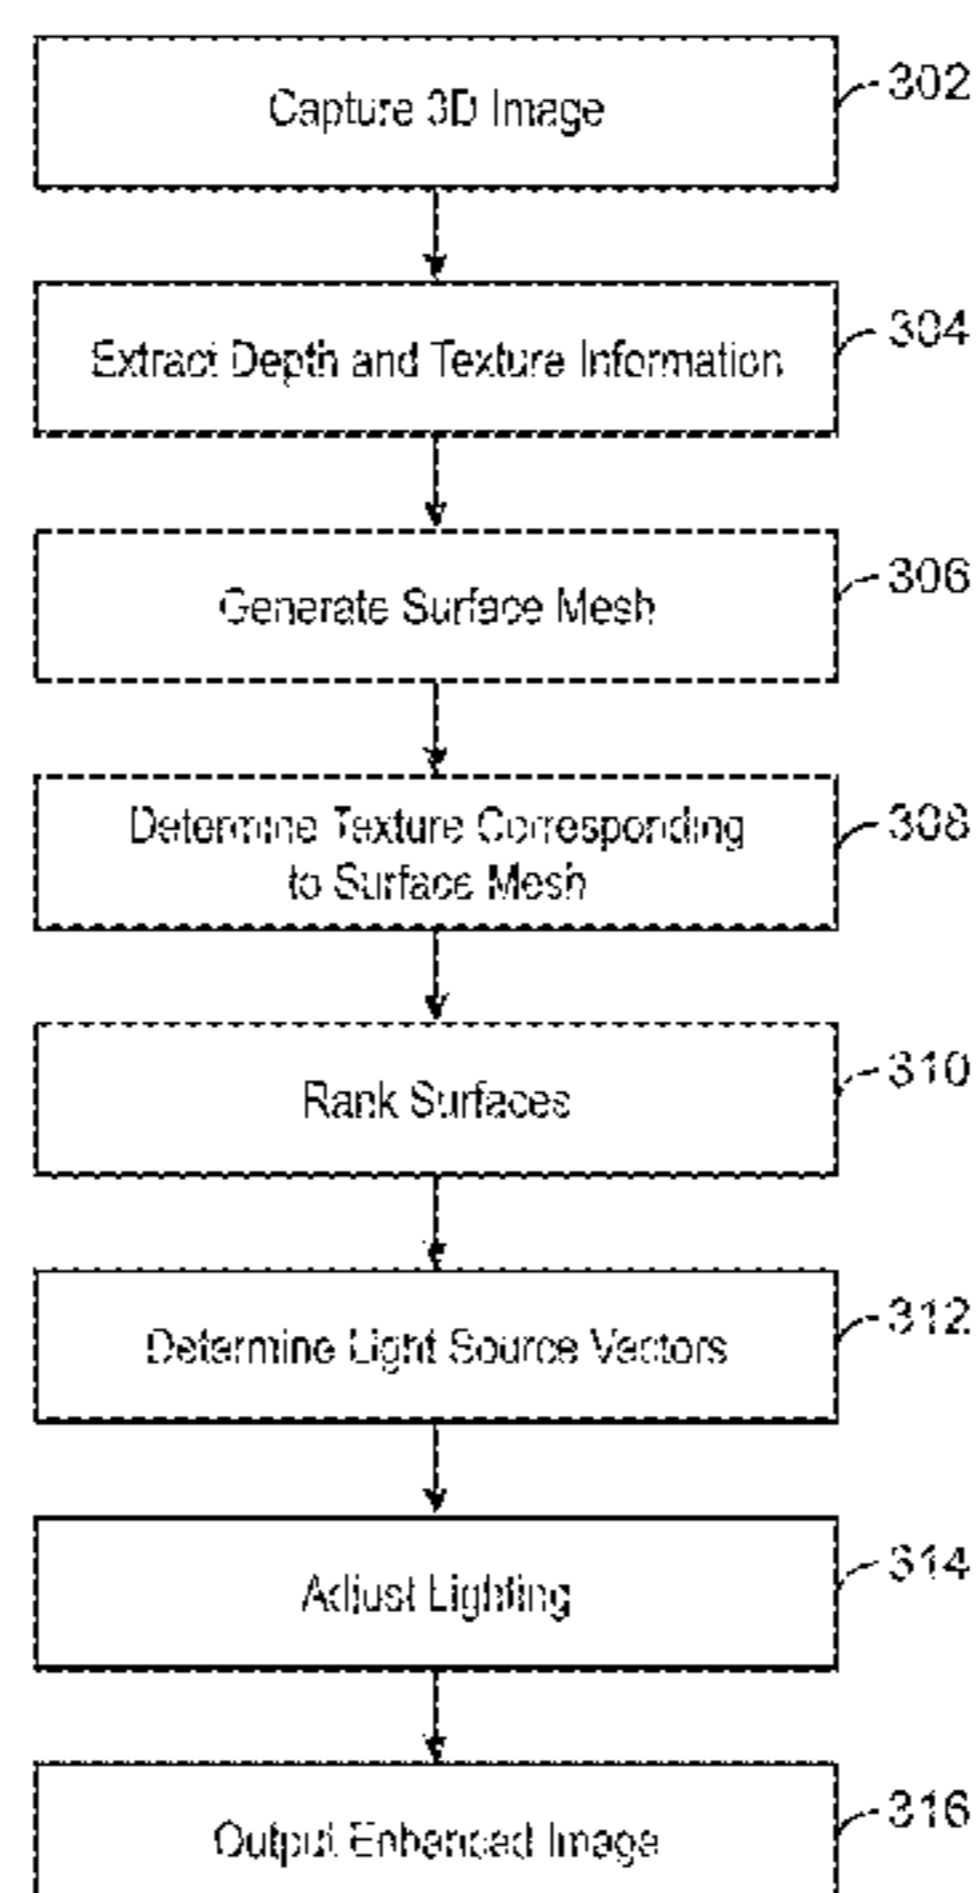 Capture 3D Image
302
Extract Depth and Texture Information
304
Generate Surface Mesh
306
Determine Texture Corresponding
to Surface Mesh
308
Rank Surfaces
310
Determine Light Source Vectors
312
Adjust Lighting
314
Output Enhanced Image
316